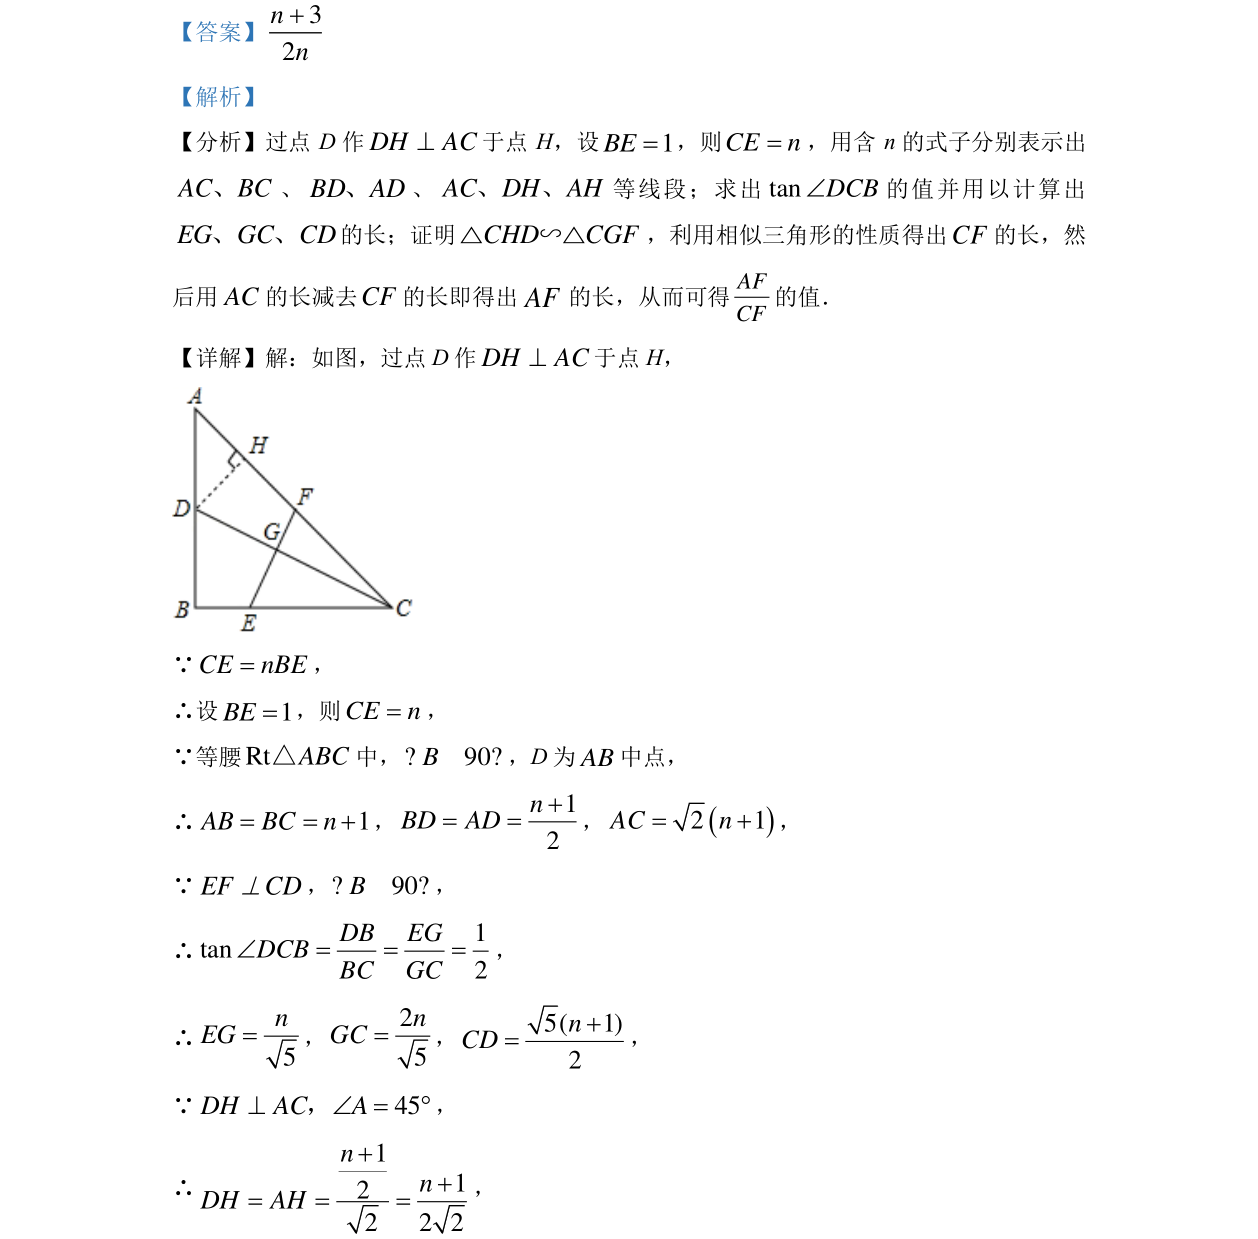 【答案】(n+3)/(2n)
【解析】
【分析】过点 D 作 DH ⊥ AC 于点 H，设 BE = 1，则 CE = n，用含 n 的式子分别表示出
AC、BC 、 BD、AD 、 AC、DH、AH 等线段；求出 tan ∠DCB 的值并用以计算出
EG、GC、CD 的长；证明 △CHD∽△CGF ，利用相似三角形的性质得出 CF 的长，然
后用 AC 的长减去 CF 的长即得出 AF 的长，从而可得 AF/CF 的值．
【详解】解：如图，过点 D 作 DH ⊥ AC 于点 H，
A
H
F
D
G
B
C
E
∵ CE = nBE，
∴设 BE = 1，则 CE = n，
∵等腰 Rt△ABC 中，? B 90?，D 为 AB 中点，
∴ AB = BC = n+1，BD = AD = (n+1)/2，AC = √2(n+1)，
∵ EF ⊥ CD，? B 90?，
∴ tan ∠DCB = DB/BC = EG/GC = 1/2，
∴ EG = n/√5，GC = 2n/√5，CD = √5(n+1)/2，
∵ DH ⊥ AC，∠A = 45°，
∴ DH = AH = ((n+1)/2)/√2 = (n+1)/(2√2)，